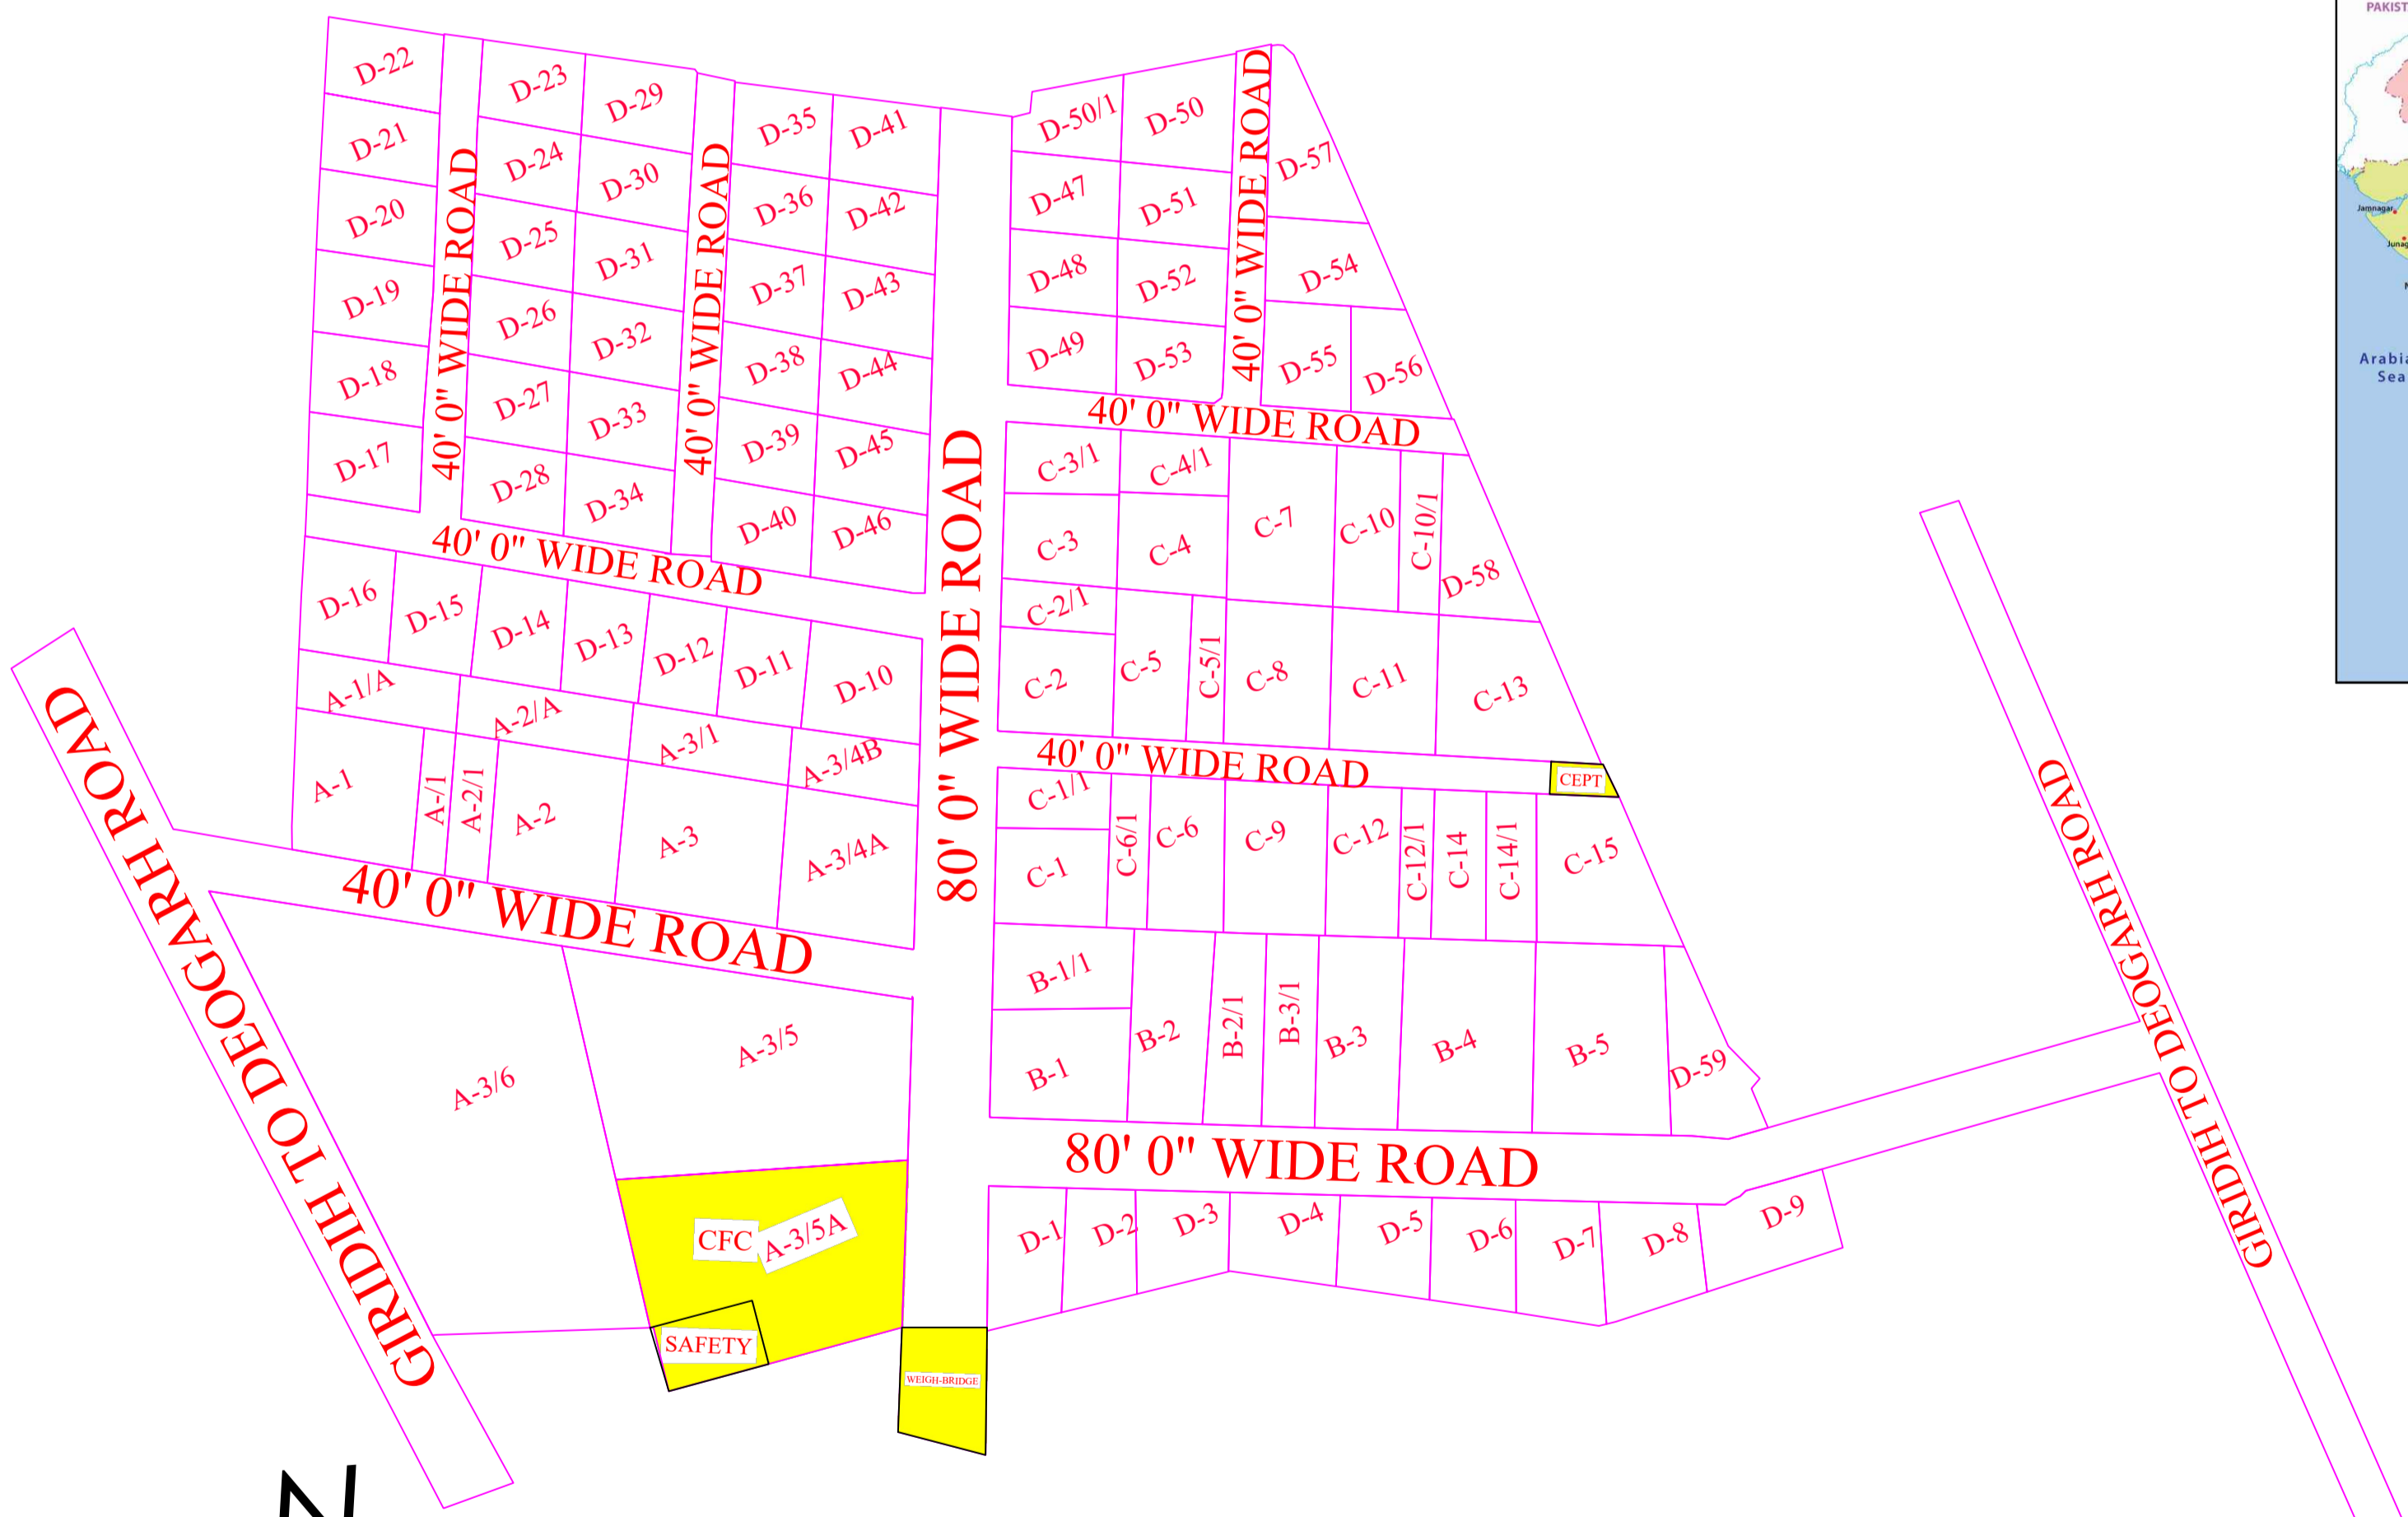 D-22
D-23
D-29
D-35
D-41
D-50/1
D-50
D-57
D-21
D-24
D-30
D-36
D-42
D-47
D-51
D-54
D-20
D-25
D-31
D-37
D-43
D-48
D-52
D-55
D-56
D-19
D-26
D-32
D-38
D-44
D-49
D-53
D-18
D-27
D-33
D-39
D-45
D-17
D-28
D-34
D-40
D-46
40' 0" WIDE ROAD
40' 0" WIDE ROAD
40' 0" WIDE ROAD
40' 0" WIDE ROAD
40' 0" WIDE ROAD
80' 0" WIDE ROAD
C-3/1
C-4/1
C-7
C-10
C-10/1
D-58
C-3
C-4
C-2/1
C-2
C-5
C-5/1
C-8
C-11
C-13
D-16
D-15
D-14
D-13
D-12
D-11
D-10
A-1/A
A-2/A
A-3/1
A-3/4B
A-1
A-/1
A-2/1
A-2
A-3
A-3/4A
40' 0" WIDE ROAD
CEPT
C-1/1
C-1
C-6/1
C-6
C-9
C-12
C-12/1
C-14
C-14/1
C-15
40' 0" WIDE ROAD
B-1/1
B-1
B-2
B-2/1
B-3/1
B-3
B-4
B-5
D-59
A-3/6
A-3/5
80' 0" WIDE ROAD
CFC
A-3/5A
SAFETY
WEIGH-BRIDGE
D-1
D-2
D-3
D-4
D-5
D-6
D-7
D-8
D-9
GIRIDIH TO DEOGARH ROAD
GIRIDIH TO DEOGARH ROAD
N
PAKIST
Jamnagar
Junag
Arabia
Sea